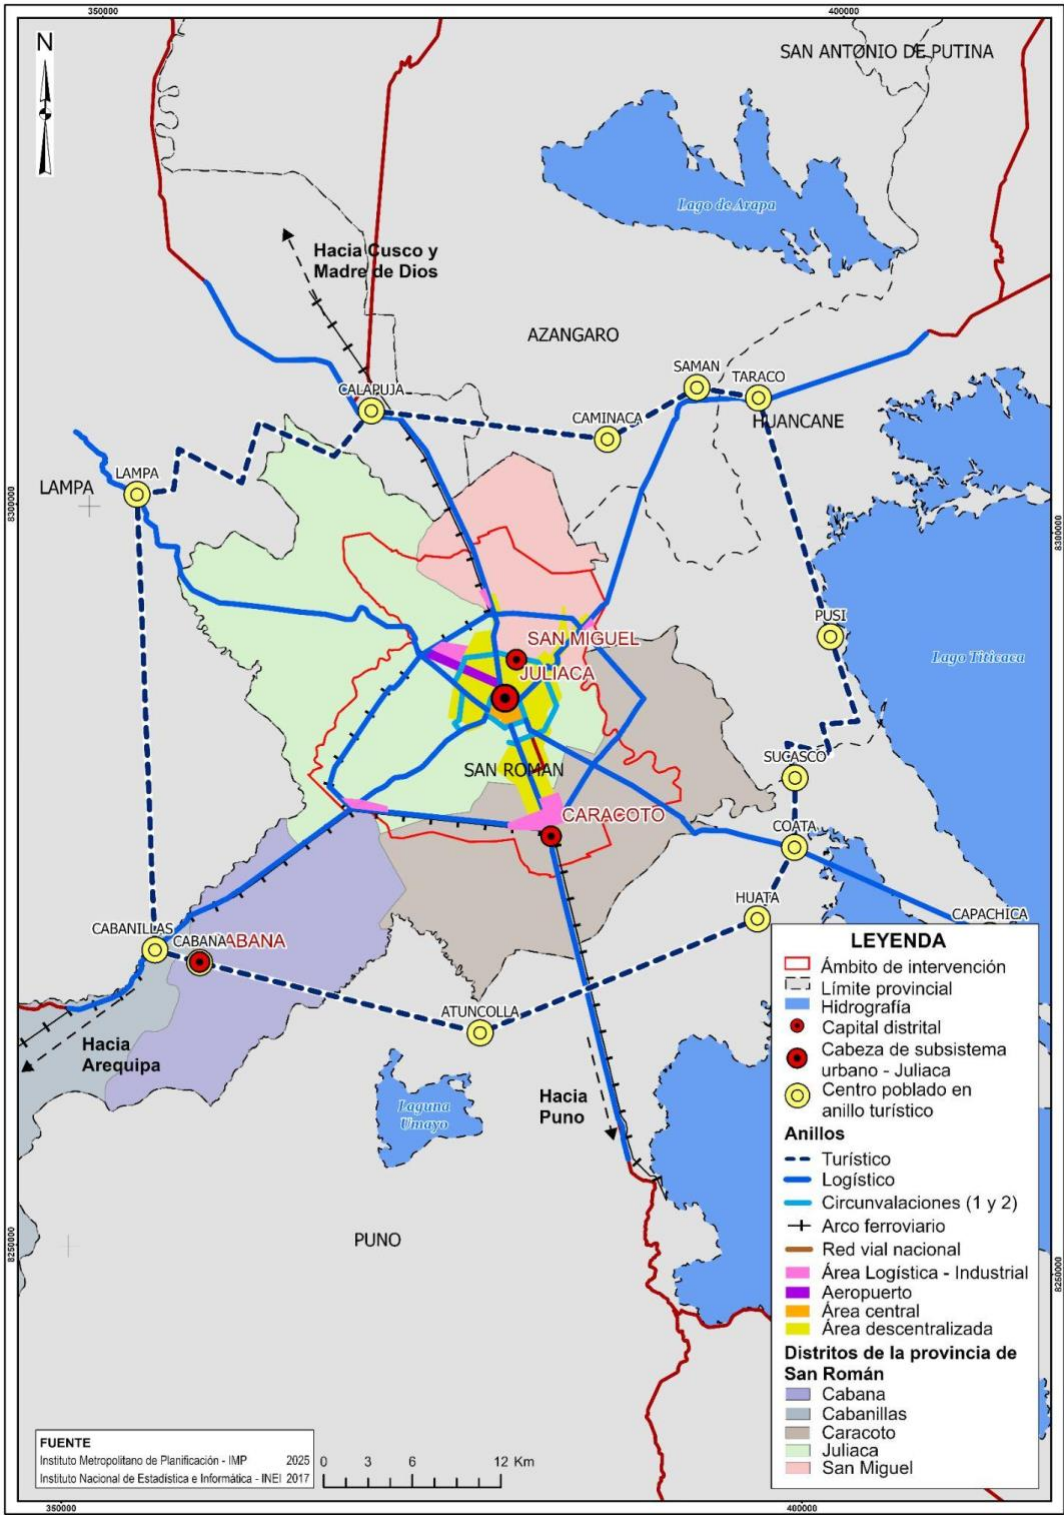 350000
400000
N
SAN ANTONIO DE PUTINA
Lago de Arapa
Hacia Cusco y
Madre de Dios
AZANGARO
SAMAN
TARACO
CALAPUJA
CAMINACA
HUANCANE
LAMPA
LAMPA
8300000
8300000
PUSI
SAN MIGUEL
JULIACA
Lago Titicaca
SUCASCO
SAN ROMAN
CARACOTO
COATA
HUATA
CAPACHICA
CABANILLAS
CABANA
ABANA
ATUNCOLLA
Hacia
Arequipa
Hacia
Puno
Laguna
Umayo
PUNO
8250000
8250000
LEYENDA
Ámbito de intervención
Límite provincial
Hidrografía
Capital distrital
Cabeza de subsistema
urbano - Juliaca
Centro poblado en
anillo turístico
Anillos
Turístico
Logístico
Circunvalaciones (1 y 2)
Arco ferroviario
Red vial nacional
Área Logística - Industrial
Aeropuerto
Área central
Área descentralizada
Distritos de la provincia de
San Román
Cabana
Cabanillas
Caracoto
Juliaca
San Miguel
FUENTE
Instituto Metropolitano de Planificación - IMP 2025
Instituto Nacional de Estadística e Informática - INEI 2017
0 3 6 12 Km
350000
400000